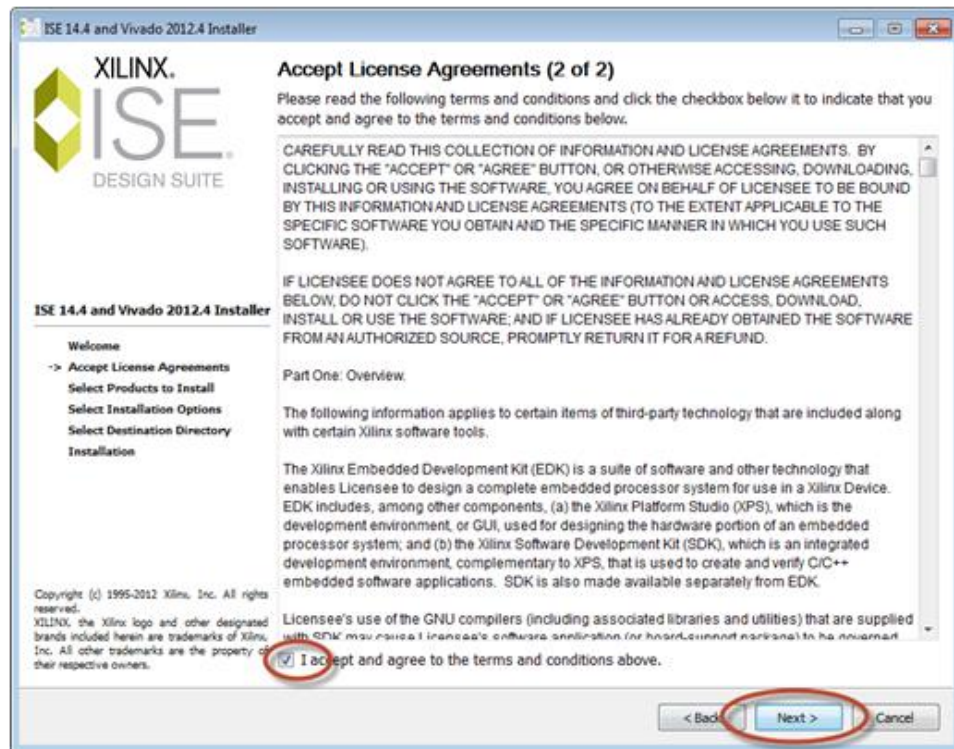 ISE 14.4 and Vivado 2012.4 Installer
XILINX.
ISE.
DESIGN SUITE
ISE 14.4 and Vivado 2012.4 Installer
Welcome
-> Accept License Agreements
Select Products to Install
Select Installation Options
Select Destination Directory
Installation
Copyright (c) 1995-2012 Xilinx, Inc. All rights
reserved.
XILINX, the Xilinx logo and other designated
brands included herein are trademarks of Xilinx,
Inc. All other trademarks are the property of
their respective owners.
Accept License Agreements (2 of 2)
Please read the following terms and conditions and click the checkbox below it to indicate that you
accept and agree to the terms and conditions below.
CAREFULLY READ THIS COLLECTION OF INFORMATION AND LICENSE AGREEMENTS. BY
CLICKING THE "ACCEPT" OR "AGREE" BUTTON, OR OTHERWISE ACCESSING, DOWNLOADING,
INSTALLING OR USING THE SOFTWARE, YOU AGREE ON BEHALF OF LICENSEE TO BE BOUND
BY THIS INFORMATION AND LICENSE AGREEMENTS (TO THE EXTENT APPLICABLE TO THE
SPECIFIC SOFTWARE YOU OBTAIN AND THE SPECIFIC MANNER IN WHICH YOU USE SUCH
SOFTWARE).
IF LICENSEE DOES NOT AGREE TO ALL OF THE INFORMATION AND LICENSE AGREEMENTS
BELOW, DO NOT CLICK THE "ACCEPT" OR "AGREE" BUTTON OR ACCESS, DOWNLOAD,
INSTALL OR USE THE SOFTWARE; AND IF LICENSEE HAS ALREADY OBTAINED THE SOFTWARE
FROM AN AUTHORIZED SOURCE, PROMPTLY RETURN IT FOR A REFUND.
Part One: Overview.
The following information applies to certain items of third-party technology that are included along
with certain Xilinx software tools.
The Xilinx Embedded Development Kit (EDK) is a suite of software and other technology that
enables Licensee to design a complete embedded processor system for use in a Xilinx Device.
EDK includes, among other components, (a) the Xilinx Platform Studio (XPS), which is the
development environment, or GUI, used for designing the hardware portion of an embedded
processor system; and (b) the Xilinx Software Development Kit (SDK), which is an integrated
development environment, complementary to XPS, that is used to create and verify C/C++
embedded software applications. SDK is also made available separately from EDK.
Licensee's use of the GNU compilers (including associated libraries and utilities) that are supplied
with SDK may cause Licensee's software application (or board-support package) to be governed
I accept and agree to the terms and conditions above.
< Back
Next >
Cancel